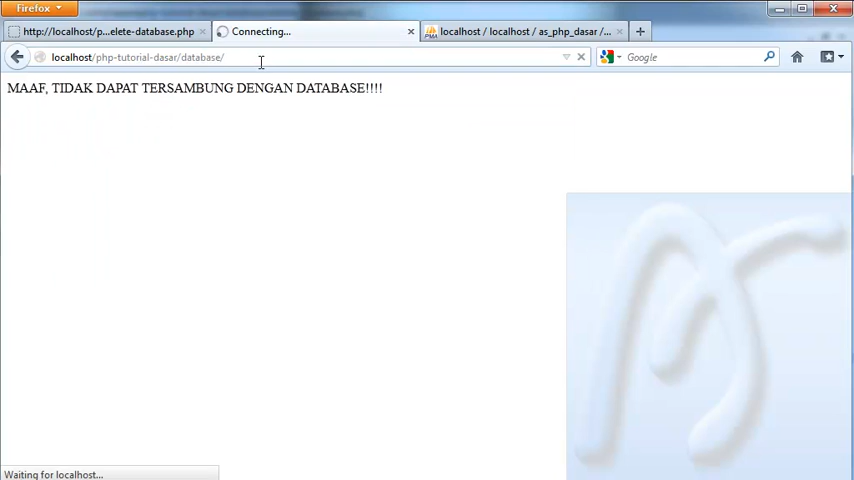 Firefox
http://localhost/p...elete-database.php
Connecting...
localhost / localhost / as_php_dasar /...
localhost/php-tutorial-dasar/database/
Google
MAAF, TIDAK DAPAT TERSAMBUNG DENGAN DATABASE!!!!
Waiting for localhost...